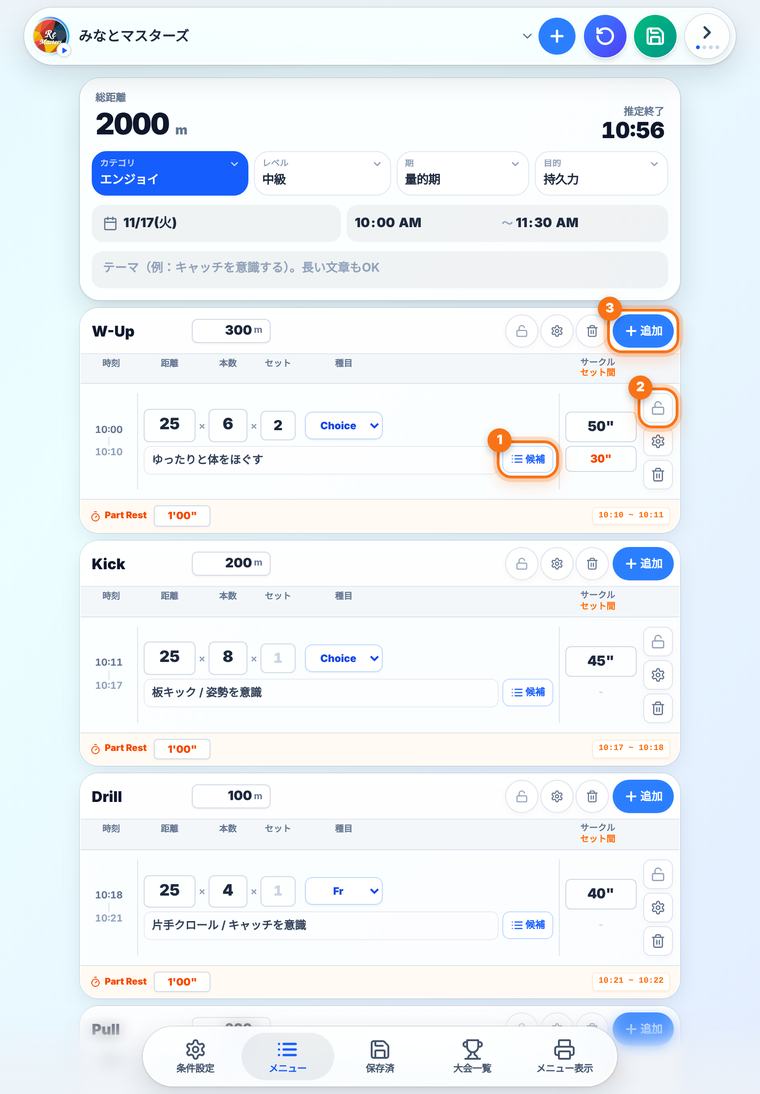 みなとマスターズ
総距離
2000 m
推定終了
10:56
カテゴリ
エンジョイ
レベル
中級
期
量的期
目的
持久力
11/17(火)
10:00 AM
～11:30 AM
テーマ（例：キャッチを意識する）。長い文章もOK
W-Up
300 m
3
追加
時刻
距離
本数
セット
種目
サークル
セット間
2
10:00
10:10
25 × 6 × 2
Choice
50"
1
ゆったりと体をほぐす
候補
30"
Part Rest
1'00"
10:10 ~ 10:11
Kick
200 m
追加
時刻
距離
本数
セット
種目
サークル
セット間
10:11
10:17
25 × 8 × 1
Choice
45"
板キック / 姿勢を意識
候補
-
Part Rest
1'00"
10:17 ~ 10:18
Drill
100 m
追加
時刻
距離
本数
セット
種目
サークル
セット間
10:18
10:21
25 × 4 × 1
Fr
40"
片手クロール / キャッチを意識
候補
-
Part Rest
1'00"
10:21 ~ 10:22
Pull
追加
条件設定
メニュー
保存済
大会一覧
メニュー表示